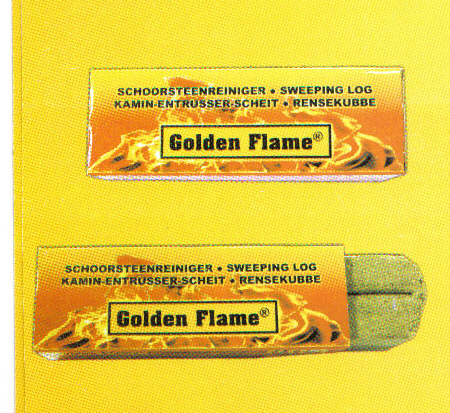 SCHOORSTEENREINIGER • SWEEPING LOG
KAMIN-ENTRUSSER-SCHEIT • RENSEKUBBE
Golden Flame®
SCHOORSTEENREINIGER • SWEEPING LOG
KAMIN-ENTRUSSER-SCHEIT • RENSEKUBBE
Golden Flame®